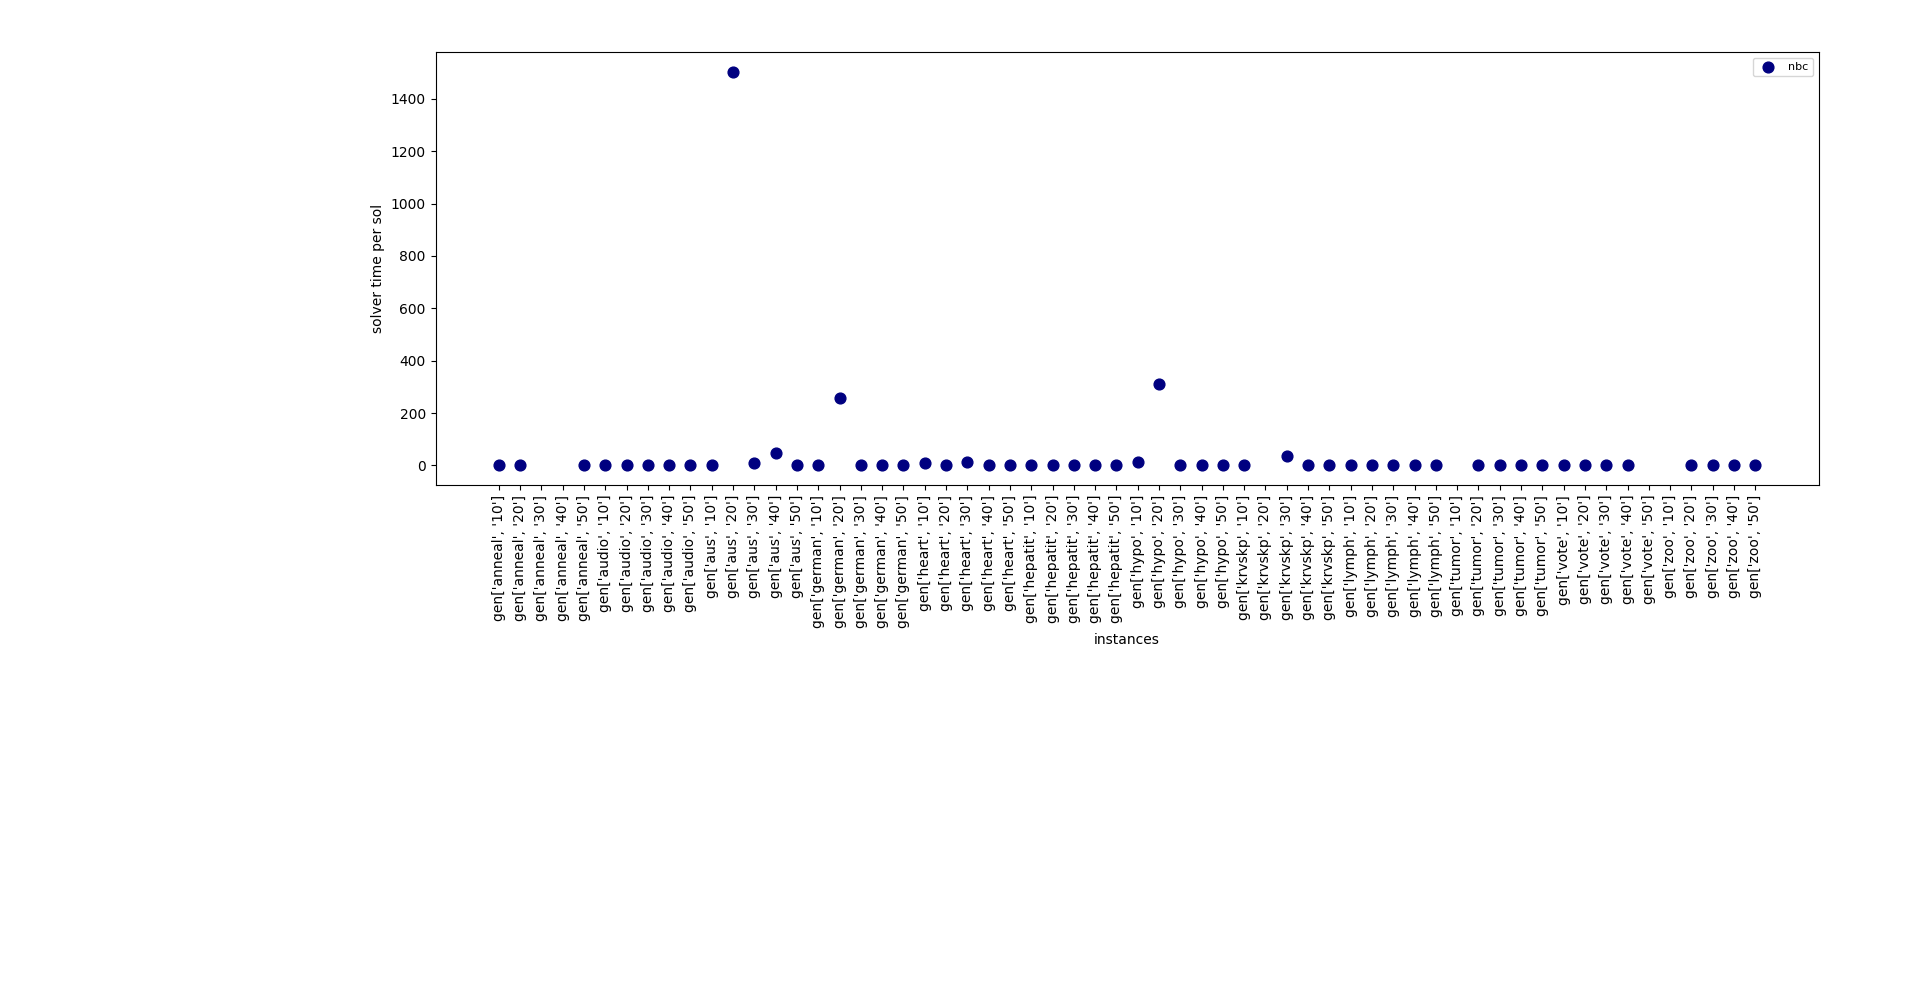 nbc
1400
1200
1000
800
600
400
200
0
solver time per sol
gen['anneal', '10']
gen['anneal', '20']
gen['anneal', '30']
gen['anneal', '40']
gen['anneal', '50']
gen['audio', '10']
gen['audio', '20']
gen['audio', '30']
gen['audio', '40']
gen['audio', '50']
gen['aus', '10']
gen['aus', '20']
gen['aus', '30']
gen['aus', '40']
gen['aus', '50']
gen['german', '10']
gen['german', '20']
gen['german', '30']
gen['german', '40']
gen['german', '50']
gen['heart', '10']
gen['heart', '20']
gen['heart', '30']
gen['heart', '40']
gen['heart', '50']
gen['hepatit', '10']
gen['hepatit', '20']
gen['hepatit', '30']
gen['hepatit', '40']
gen['hepatit', '50']
gen['hypo', '10']
gen['hypo', '20']
gen['hypo', '30']
gen['hypo', '40']
gen['hypo', '50']
gen['krvskp', '10']
gen['krvskp', '20']
gen['krvskp', '30']
gen['krvskp', '40']
gen['krvskp', '50']
gen['lymph', '10']
gen['lymph', '20']
gen['lymph', '30']
gen['lymph', '40']
gen['lymph', '50']
gen['tumor', '10']
gen['tumor', '20']
gen['tumor', '30']
gen['tumor', '40']
gen['tumor', '50']
gen['vote', '10']
gen['vote', '20']
gen['vote', '30']
gen['vote', '40']
gen['vote', '50']
gen['zoo', '10']
gen['zoo', '20']
gen['zoo', '30']
gen['zoo', '40']
gen['zoo', '50']
instances